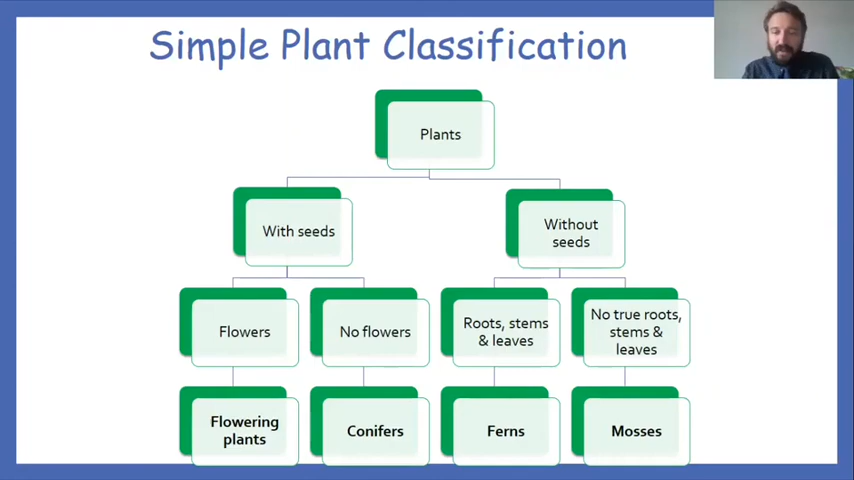 Simple Plant Classification
Plants
With seeds
Without
seeds
Flowers
No flowers
Roots, stems
& leaves
No true roots,
stems &
leaves
Flowering
plants
Conifers
Ferns
Mosses